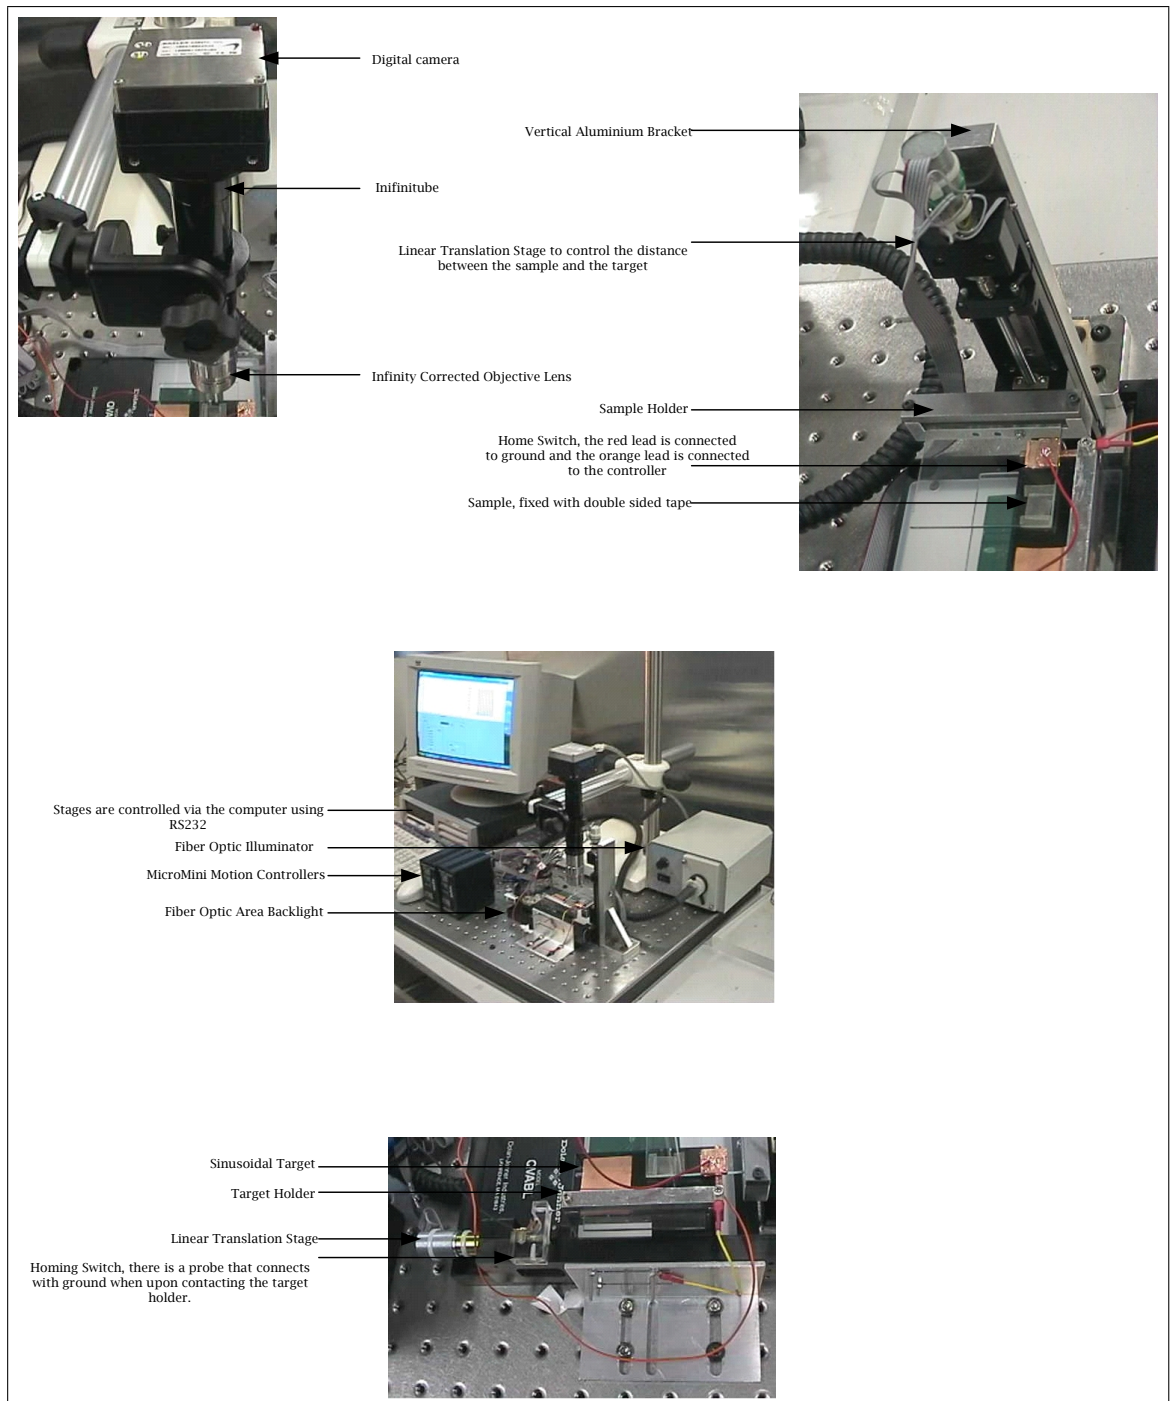 Digital camera
Inifinitube
Infinity Corrected Objective Lens
Vertical Aluminium Bracket
Linear Translation Stage to control the distance
between the sample and the target
Sample Holder
Home Switch, the red lead is connected
to ground and the orange lead is connected
to the controller
Sample, fixed with double sided tape
Stages are controlled via the computer using
RS232
Fiber Optic Illuminator
MicroMini Motion Controllers
Fiber Optic Area Backlight
Sinusoidal Target
Target Holder
Linear Translation Stage
Homing Switch, there is a probe that connects
with ground when upon contacting the target
holder.
CVABL